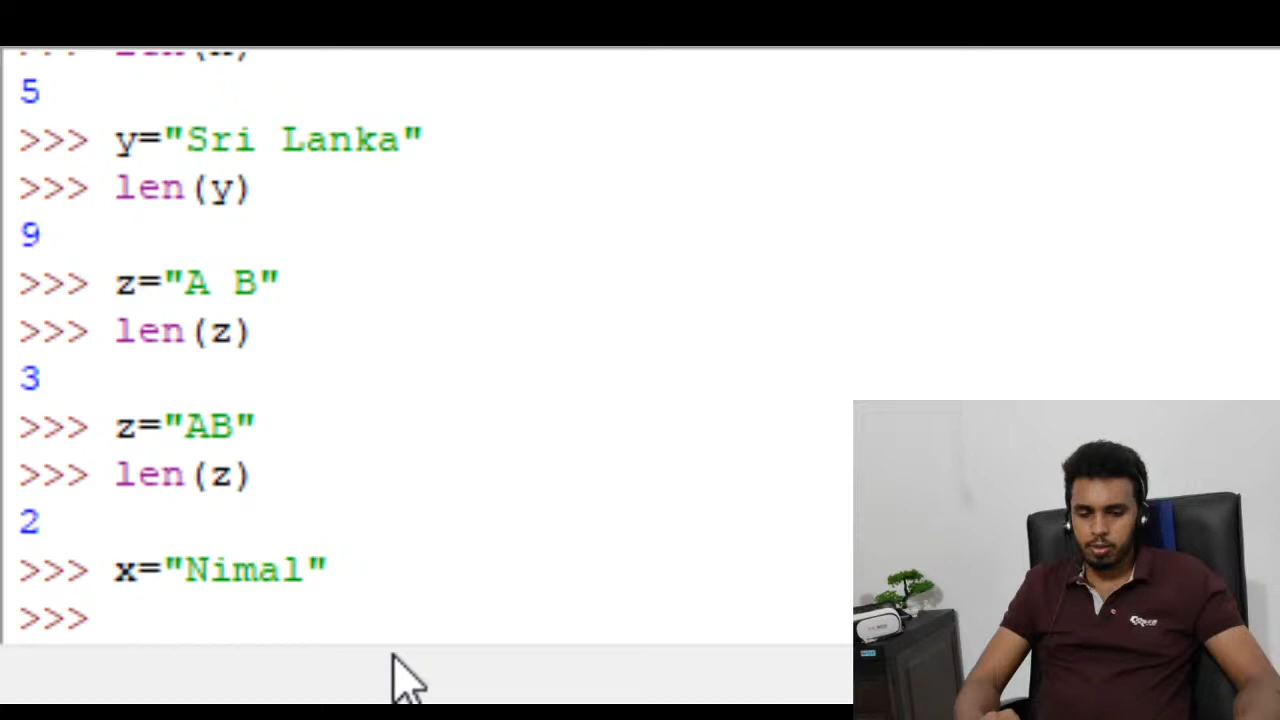 5
>>> y="Sri Lanka"
>>> len(y)
9
>>> z="A B"
>>> len(z)
3
>>> z="AB"
>>> len(z)
2
>>> x="Nimal"
>>>